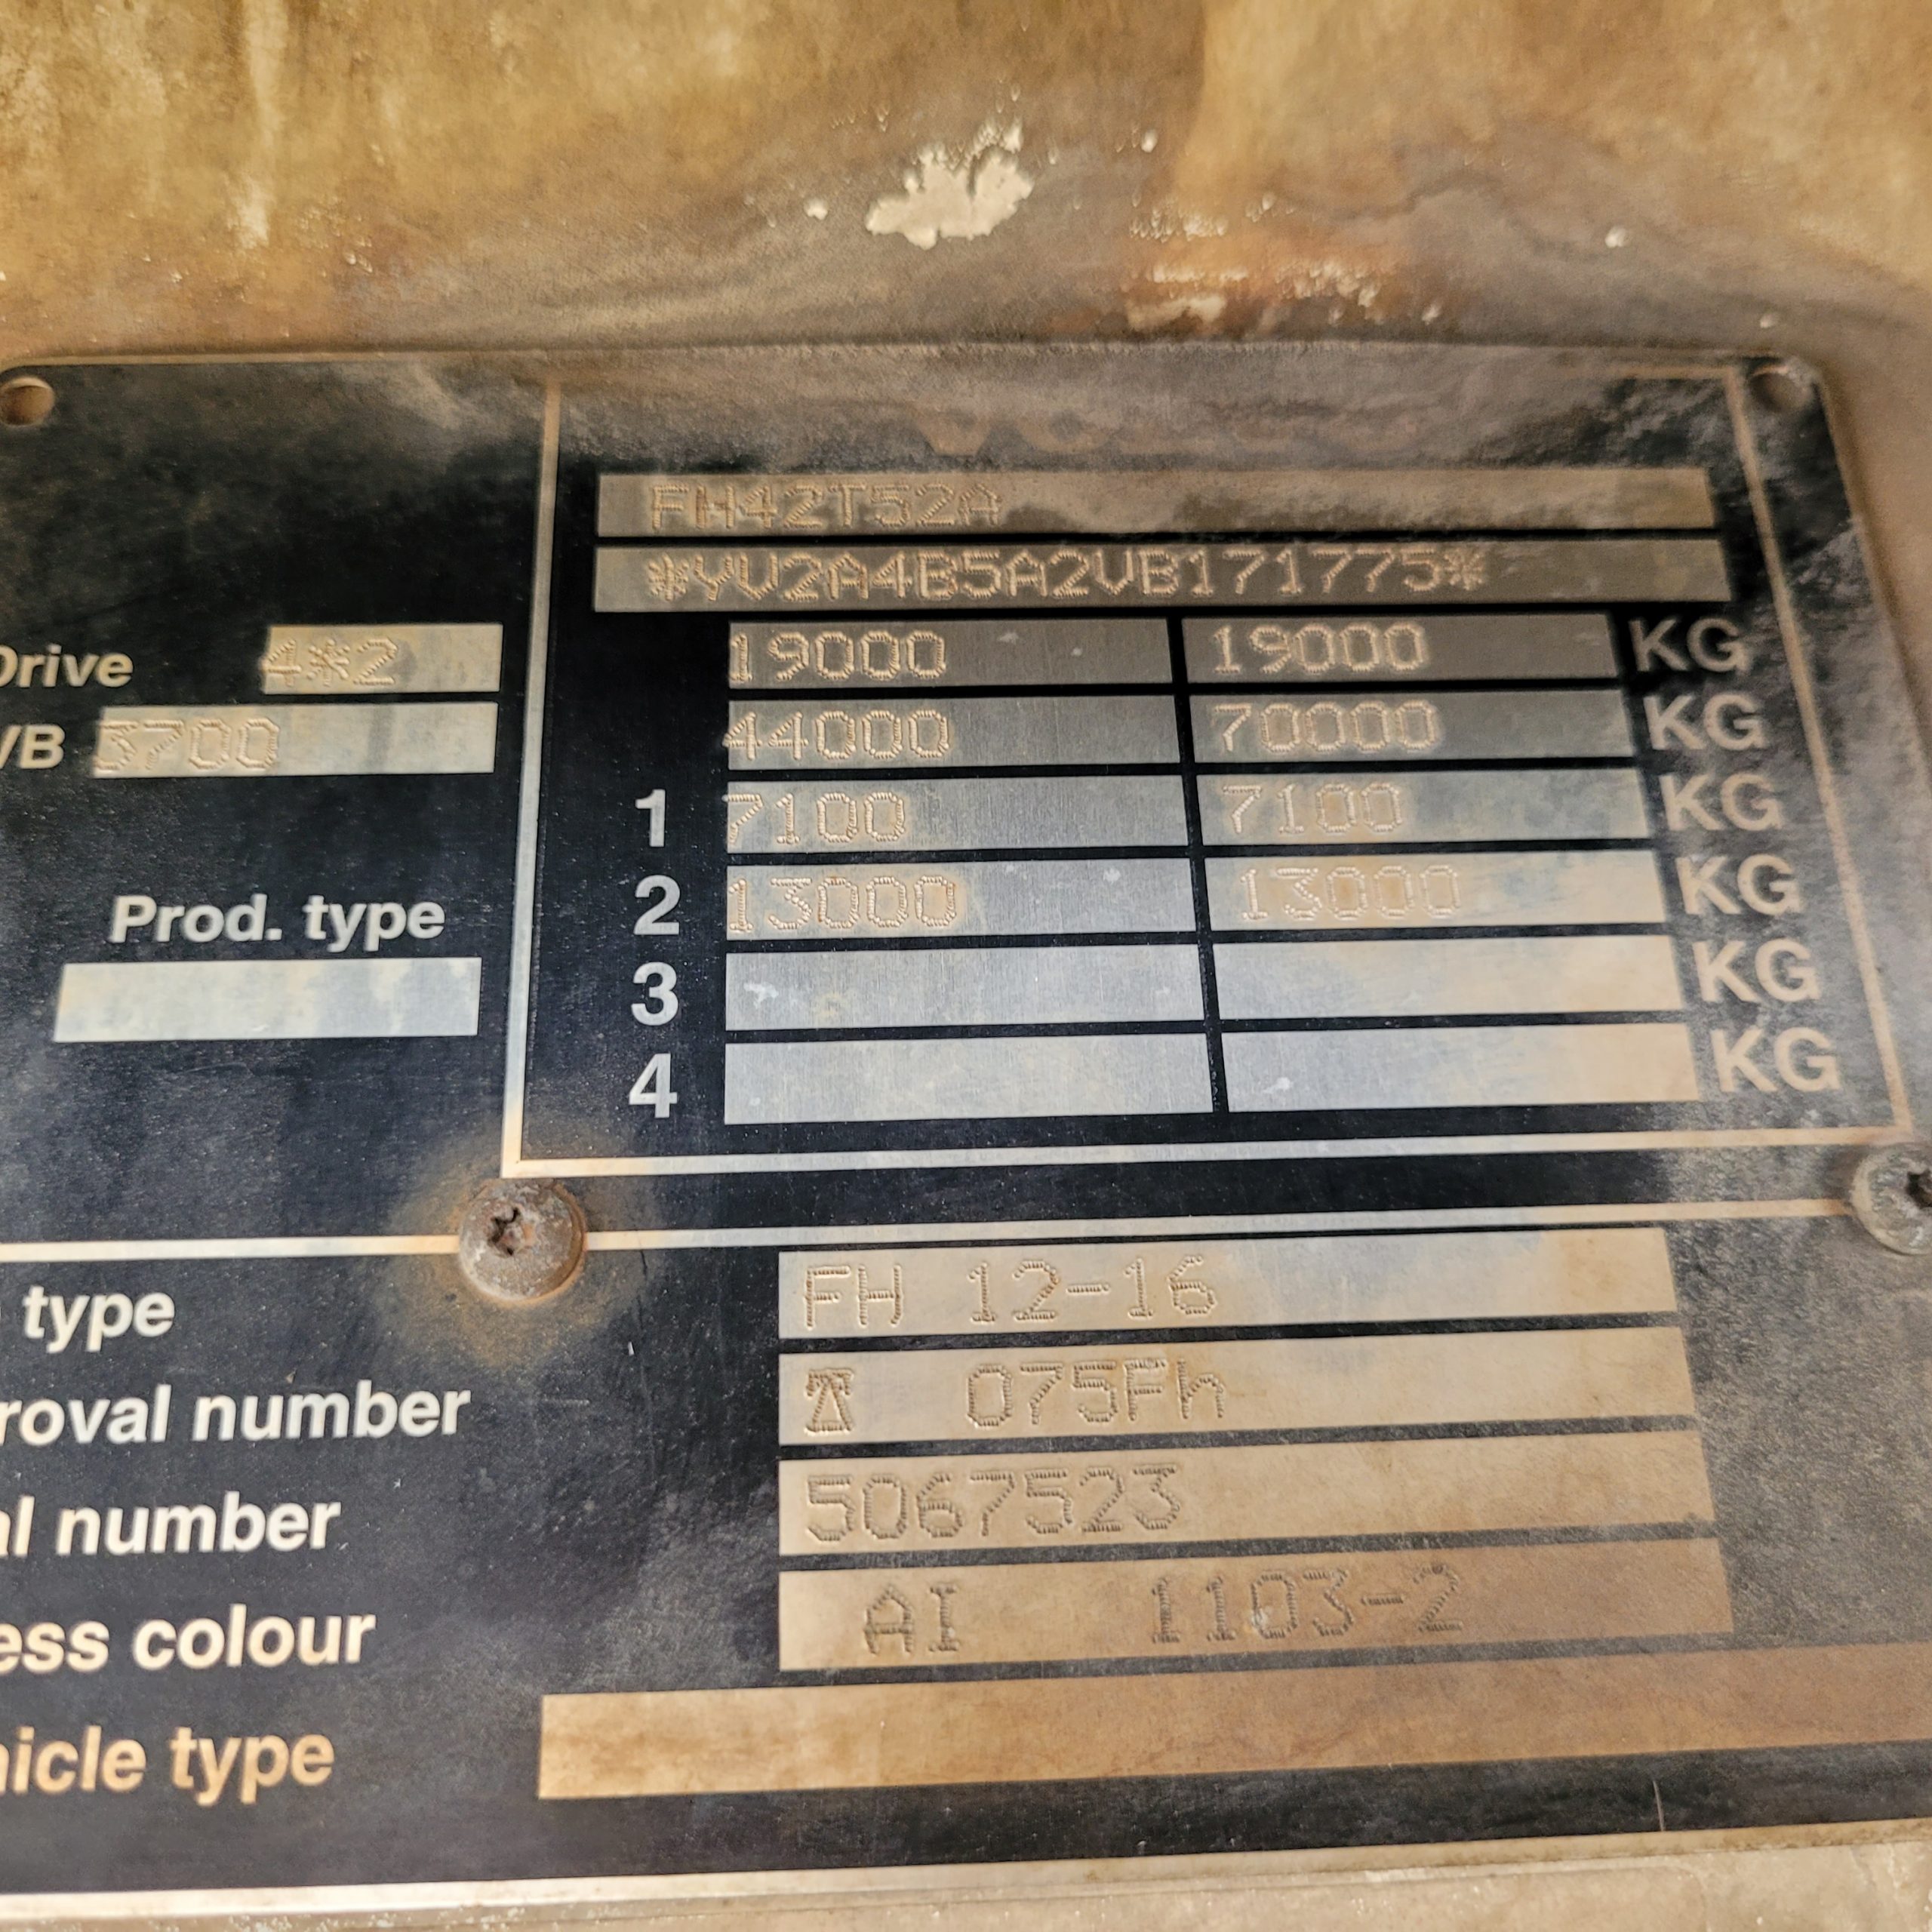 FH42T52A
*YV2A4B5A2VB171775*
Drive 4*2 19000 19000 KG
WB 3700 44000 70000 KG
1 7100 7100 KG
2 13000 13000 KG
Prod. type
3 KG
4 KG
type FH 12-16
roval number 075Fh
al number 5067523
ess colour AI 1103-2
hicle type